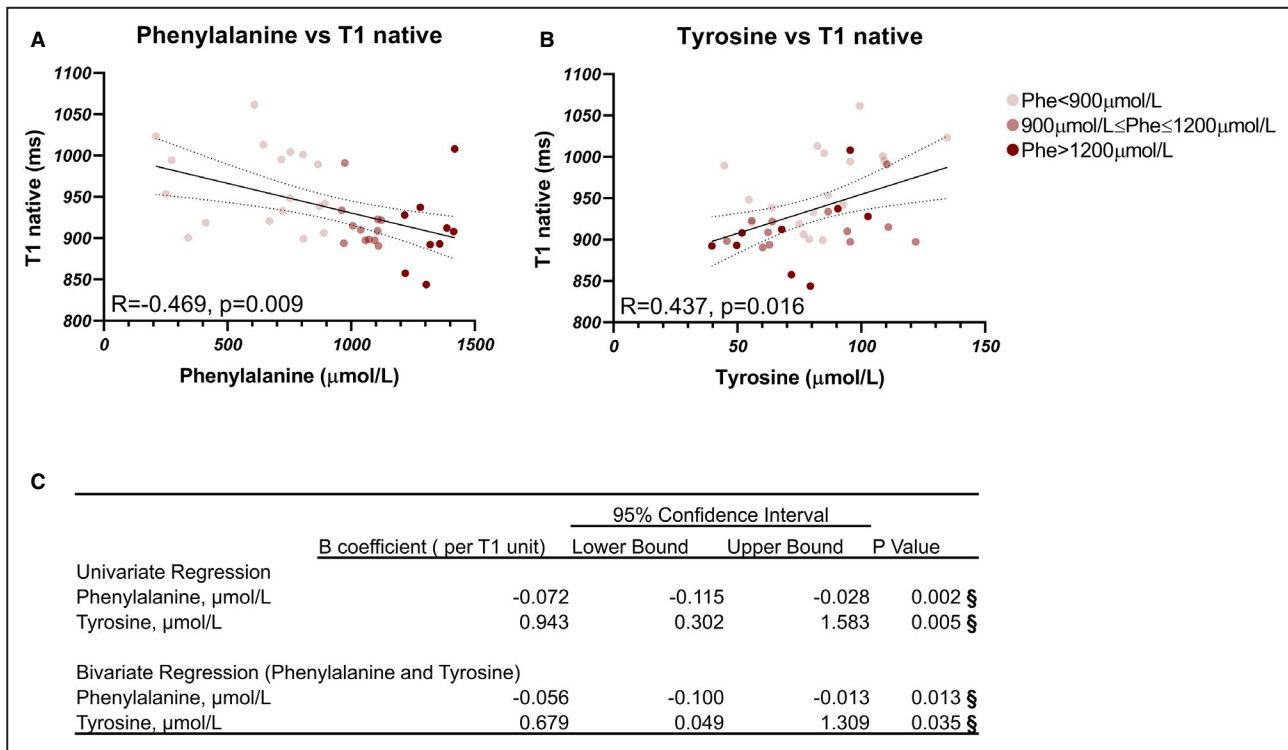 A
Phenylalanine vs T1 native
T1 native (ms)
1100
1050
1000
950
900
850
800
R=-0.469, p=0.009
0
500
1000
1500
Phenylalanine (μmol/L)
B
Tyrosine vs T1 native
T1 native (ms)
1100
1050
1000
950
900
850
800
R=0.437, p=0.016
0
50
100
150
Tyrosine (μmol/L)
Phe<900μmol/L
900μmol/L≤Phe≤1200μmol/L
Phe>1200μmol/L
C
95% Confidence Interval
B coefficient ( per T1 unit) Lower Bound Upper Bound P Value
Univariate Regression
Phenylalanine, µmol/L -0.072 -0.115 -0.028 0.002 §
Tyrosine, µmol/L 0.943 0.302 1.583 0.005 §
Bivariate Regression (Phenylalanine and Tyrosine)
Phenylalanine, µmol/L -0.056 -0.100 -0.013 0.013 §
Tyrosine, µmol/L 0.679 0.049 1.309 0.035 §